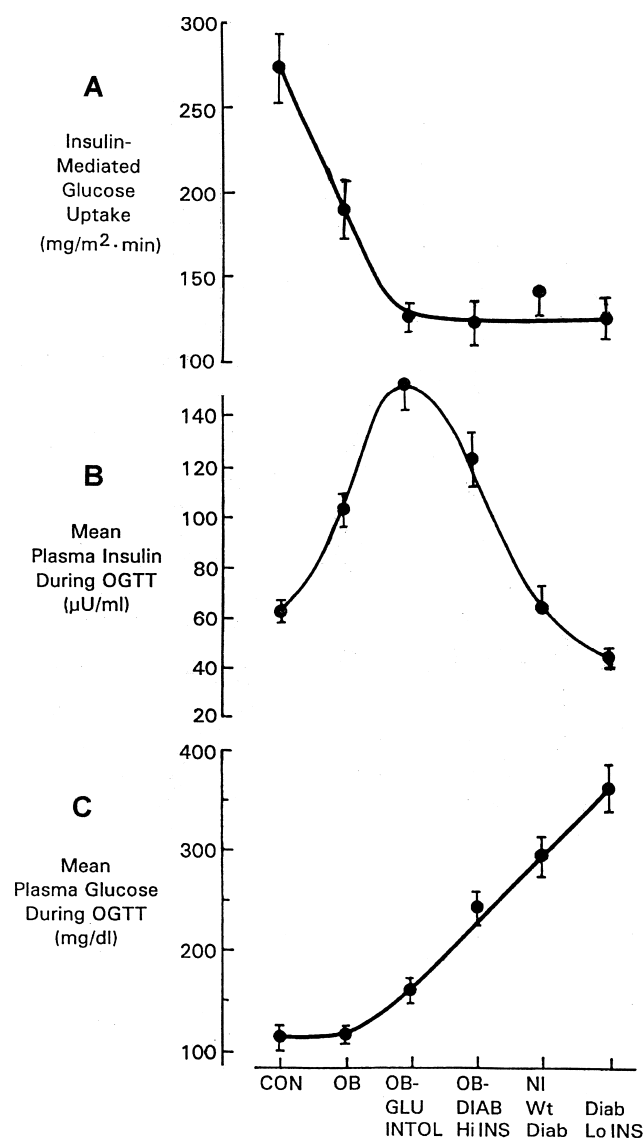 A
Insulin-
Mediated
Glucose
Uptake
(mg/m2·min)
300
250
200
150
100
B
Mean
Plasma Insulin
During OGTT
(µU/ml)
140
120
100
80
60
40
20
C
Mean
Plasma Glucose
During OGTT
(mg/dl)
400
300
200
100
CON
OB
OB-
GLU
INTOL
OB-
DIAB
Hi INS
NI
Wt
Diab
Diab
Lo INS